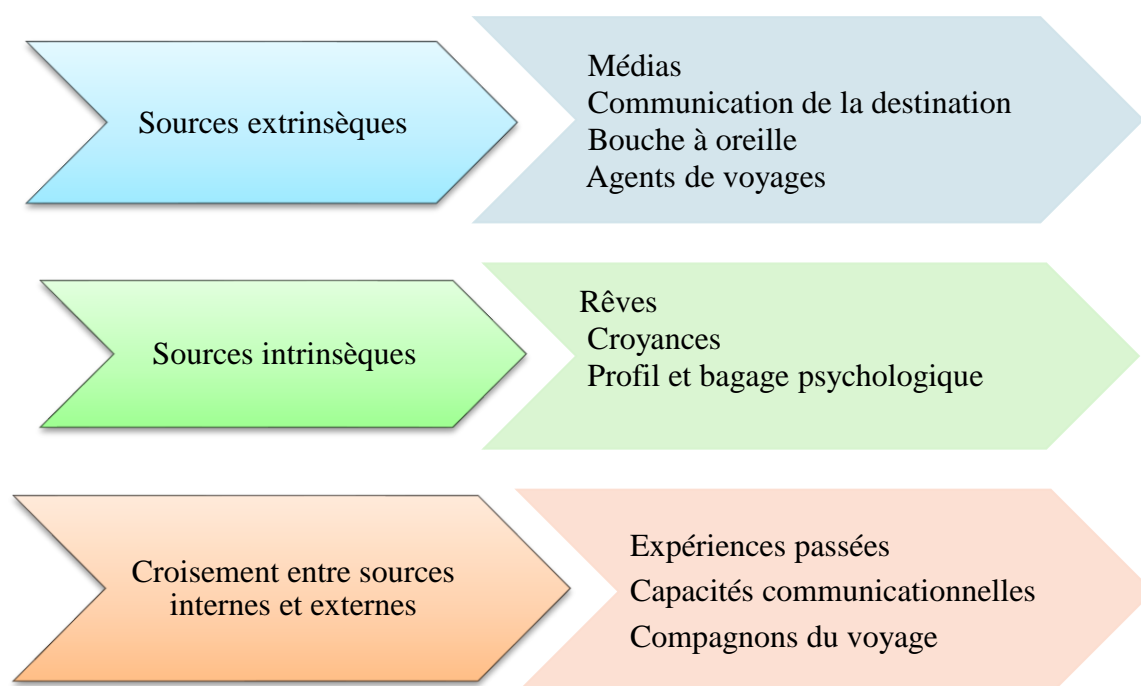 Sources extrinsèques
Médias
Communication de la destination
Bouche à oreille
Agents de voyages
Sources intrinsèques
Rêves
Croyances
Profil et bagage psychologique
Croisement entre sources
internes et externes
Expériences passées
Capacités communicationnelles
Compagnons du voyage